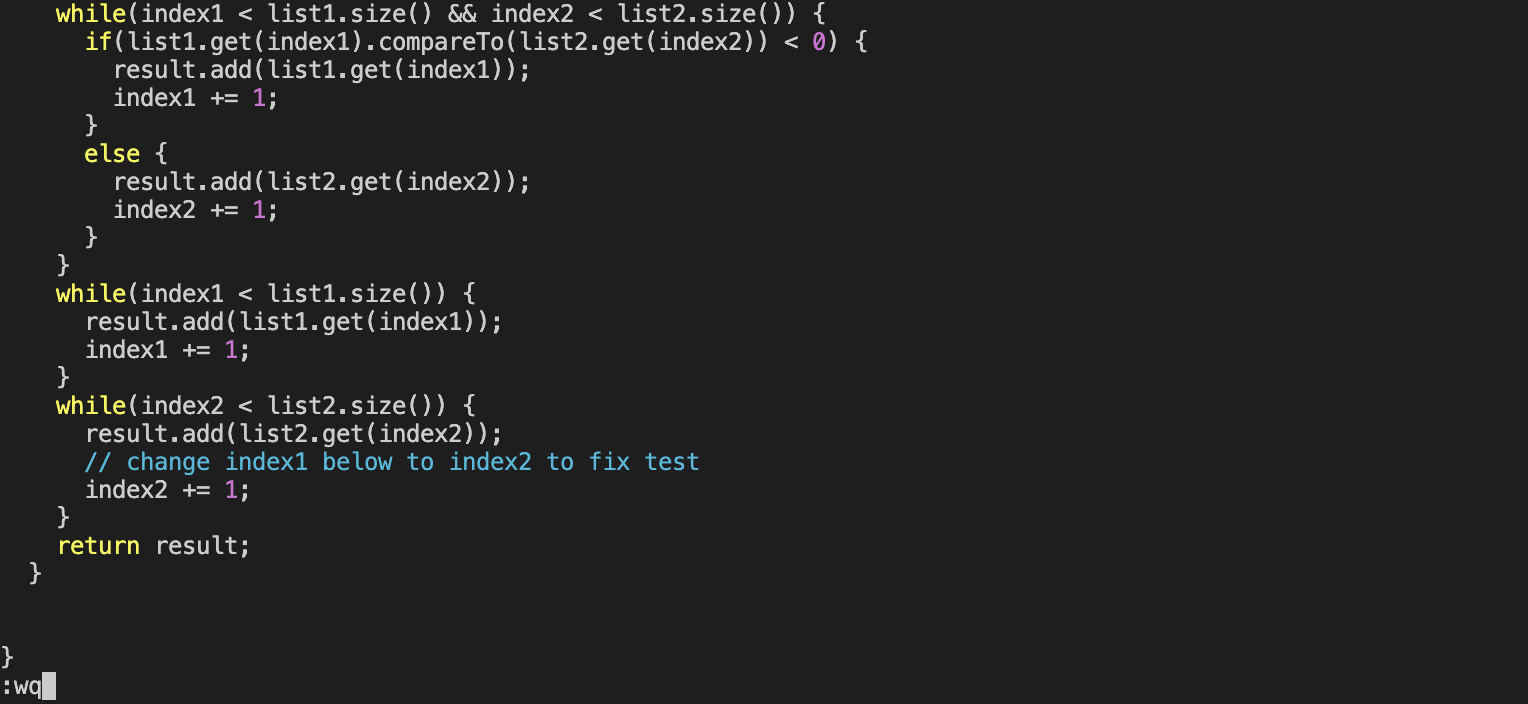 while(index1 < list1.size() && index2 < list2.size()) {
      if(list1.get(index1).compareTo(list2.get(index2)) < 0) {
        result.add(list1.get(index1));
        index1 += 1;
      }
      else {
        result.add(list2.get(index2));
        index2 += 1;
      }
    }
    while(index1 < list1.size()) {
      result.add(list1.get(index1));
      index1 += 1;
    }
    while(index2 < list2.size()) {
      result.add(list2.get(index2));
      // change index1 below to index2 to fix test
      index2 += 1;
    }
    return result;
  }
}
:wq